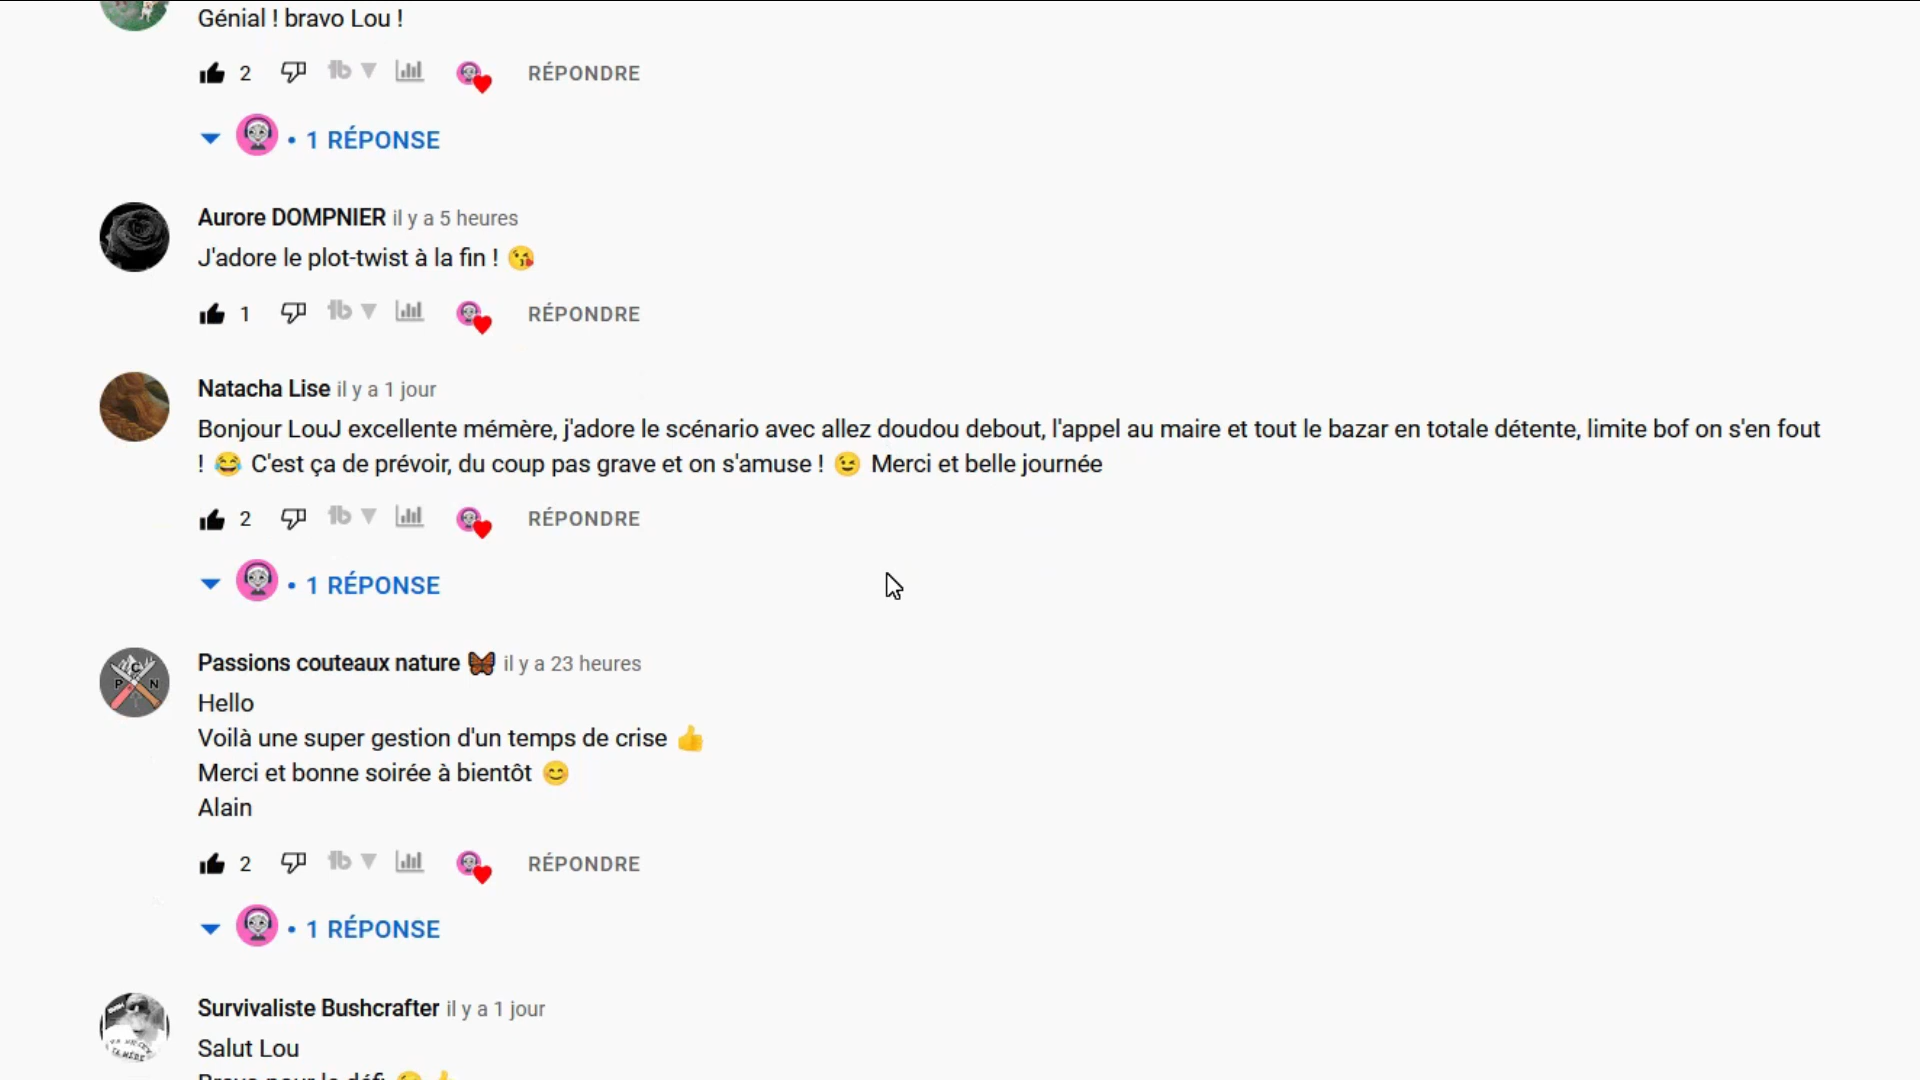 Génial ! bravo Lou !
2 RÉPONDRE
• 1 RÉPONSE
Aurore DOMPNIER il y a 5 heures
J'adore le plot-twist à la fin ! 😘
1 RÉPONDRE
Natacha Lise il y a 1 jour
Bonjour LouJ excellente mémère, j'adore le scénario avec allez doudou debout, l'appel au maire et tout le bazar en totale détente, limite bof on s'en fout
! 😂 C'est ça de prévoir, du coup pas grave et on s'amuse ! 😉 Merci et belle journée
2 RÉPONDRE
• 1 RÉPONSE
Passions couteaux nature 🦋 il y a 23 heures
C
P N
Hello
Voilà une super gestion d'un temps de crise 👍
Merci et bonne soirée à bientôt 😊
Alain
2 RÉPONDRE
• 1 RÉPONSE
Survivaliste Bushcrafter il y a 1 jour
Salut Lou
Bravo pour le défi 😉 👍